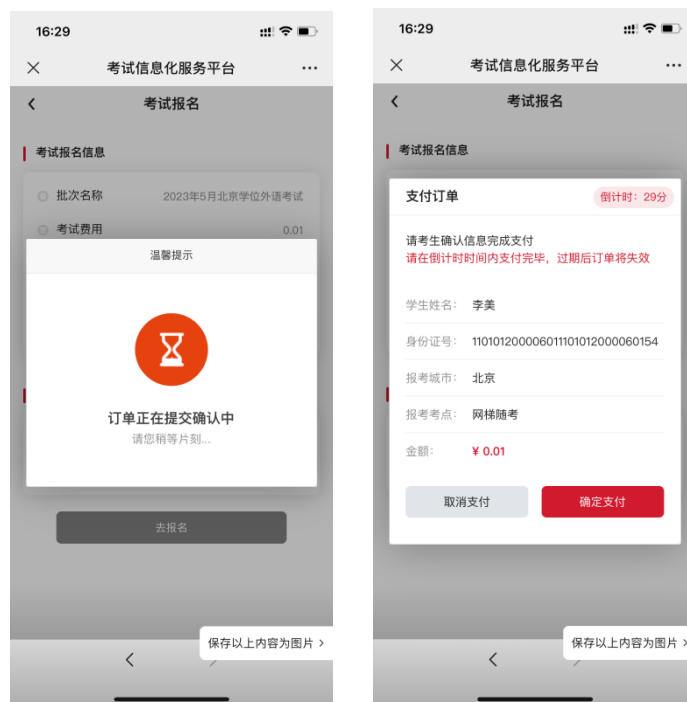 16:29
考试信息化服务平台
考试报名
考试报名信息
批次名称 2023年5月北京学位外语考试
考试费用 0.01
温馨提示
订单正在提交确认中
请您稍等片刻...
去报名
保存以上内容为图片 >
16:29
考试信息化服务平台
考试报名
考试报名信息
支付订单 倒计时：29分
请考生确认信息完成支付
请在倒计时时间内支付完毕，过期后订单将失效
学生姓名： 李美
身份证号： 110101200006011101012000060154
报考城市： 北京
报考考点： 网梯随考
金额： ¥ 0.01
取消支付 确定支付
保存以上内容为图片 >